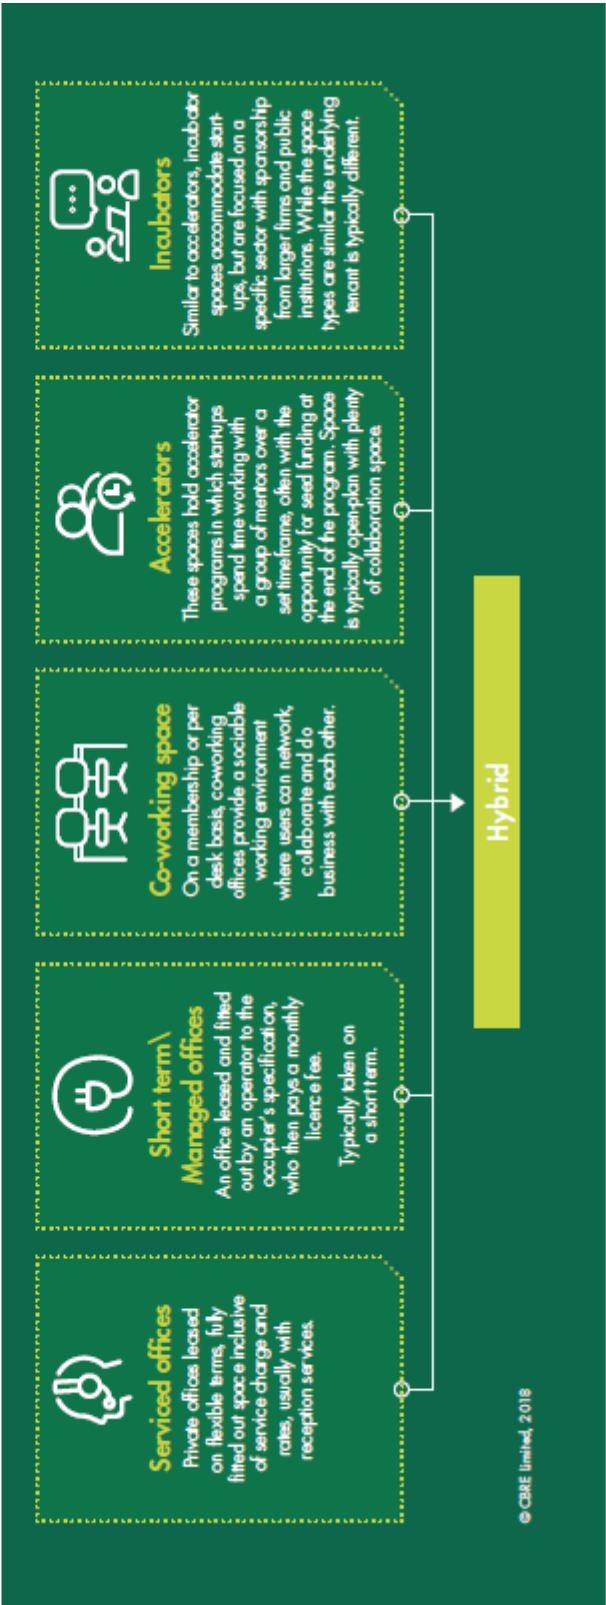 Serviced offices
Private offices leased
on flexible terms, fully
fitted out space inclusive
of service charge and
rates, usually with
reception services.
Short term\
Managed offices
An office leased and fitted
out by an operator to the
occupier's specification,
who then pays a monthly
licence fee.
Typically taken on
a short term.
Co-working space
On a membership or per
desk basis, coworking
offices provide a sociable
working environment
where users can network,
collaborate and do
business with each other.
Accelerators
These spaces hold accelerator
programs in which startups
spend time working with
a group of mentors over a
set timeframe, often with the
opportunity for seed funding at
the end of the program. Space
is typically open-plan with plenty
of collaboration space.
Incubators
Similar to accelerators, incubator
spaces accommodate start-
ups, but are focused on a
specific sector with sponsorship
from larger firms and public
institutions. While the space
types are similar the underlying
tenant is typically different.
Hybrid
© CBRE Limited, 2018